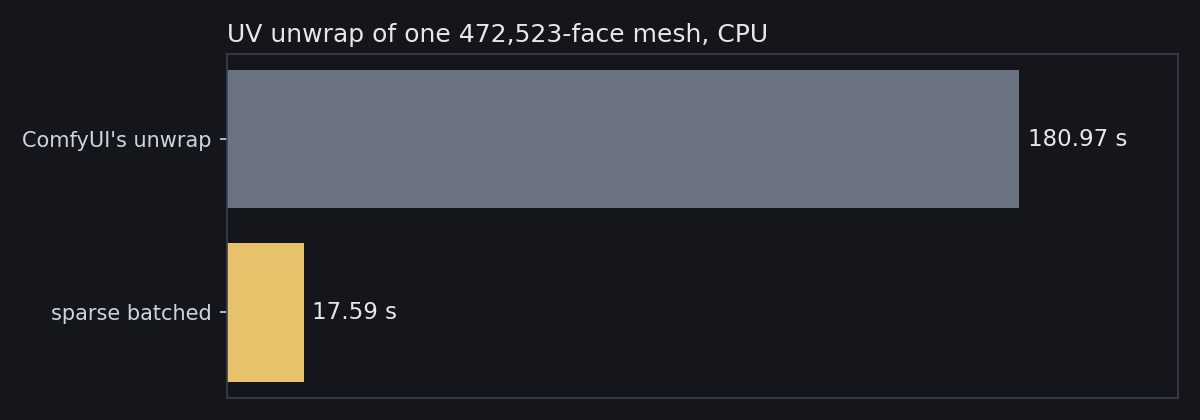 UV unwrap of one 472,523-face mesh, CPU
ComfyUI's unwrap
180.97 s
sparse batched
17.59 s